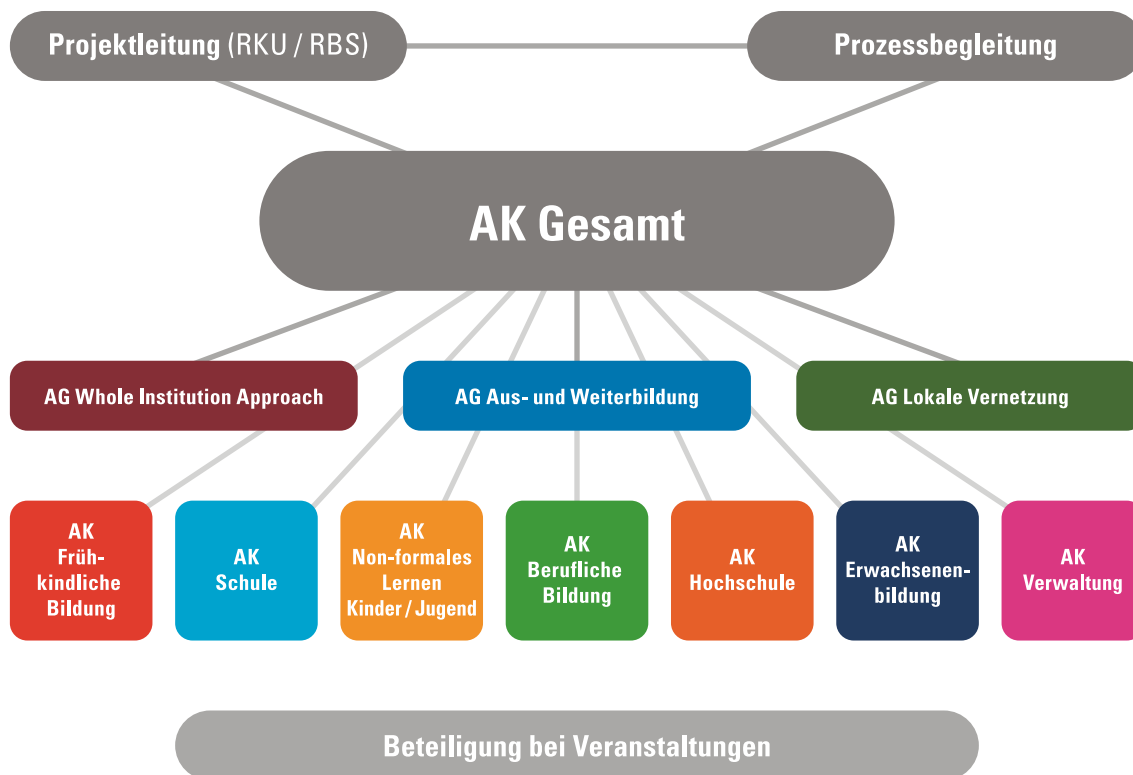 Projektleitung (RKU / RBS)
Prozessbegleitung
AK Gesamt
AG Whole Institution Approach
AG Aus- und Weiterbildung
AG Lokale Vernetzung
AK
Früh-
kindliche
Bildung
AK
Schule
AK
Non-formales
Lernen
Kinder / Jugend
AK
Berufliche
Bildung
AK
Hochschule
AK
Erwachsenen-
bildung
AK
Verwaltung
Beteiligung bei Veranstaltungen